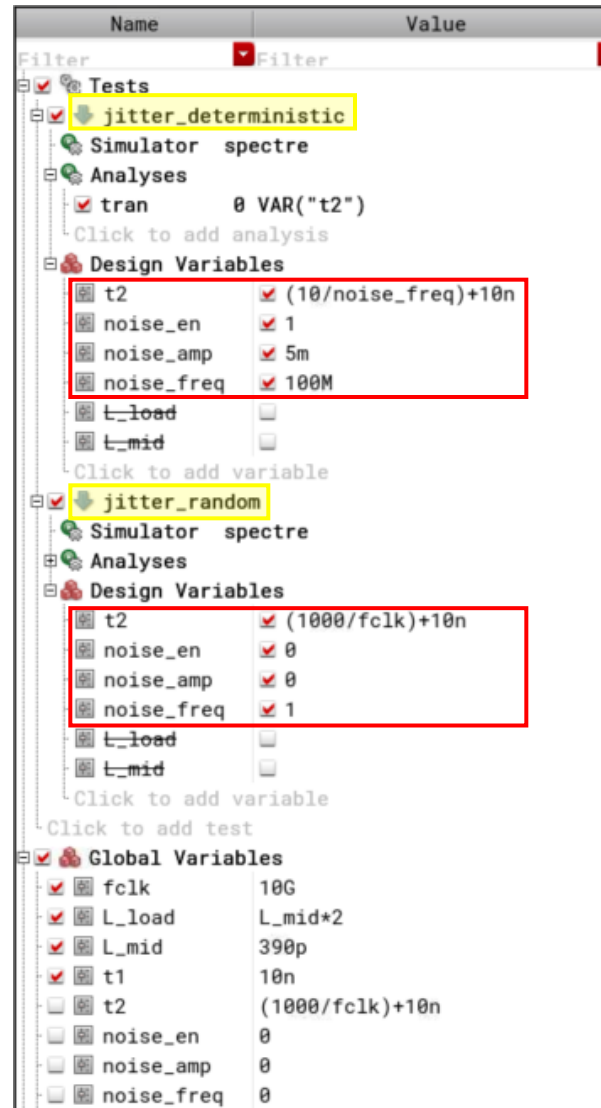 Name Value
Filter Filter
Tests
jitter_deterministic
Simulator spectre
Analyses
tran 0 VAR("t2")
Click to add analysis
Design Variables
t2 (10/noise_freq)+10n
noise_en 1
noise_amp 5m
noise_freq 100M
L_load
L_mid
Click to add variable
jitter_random
Simulator spectre
Analyses
Design Variables
t2 (1000/fclk)+10n
noise_en 0
noise_amp 0
noise_freq 1
L_load
L_mid
Click to add variable
Click to add test
Global Variables
fclk 10G
L_load L_mid*2
L_mid 390p
t1 10n
t2 (1000/fclk)+10n
noise_en 0
noise_amp 0
noise_freq 0